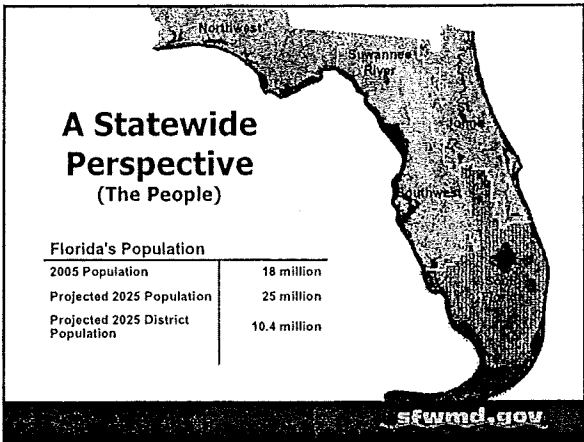 Northwest
Suwannee
River
A Statewide
Perspective
(The People)
Southwest
Florida's Population
2005 Population 18 million
Projected 2025 Population 25 million
Projected 2025 District
Population 10.4 million
sfwmd.gov